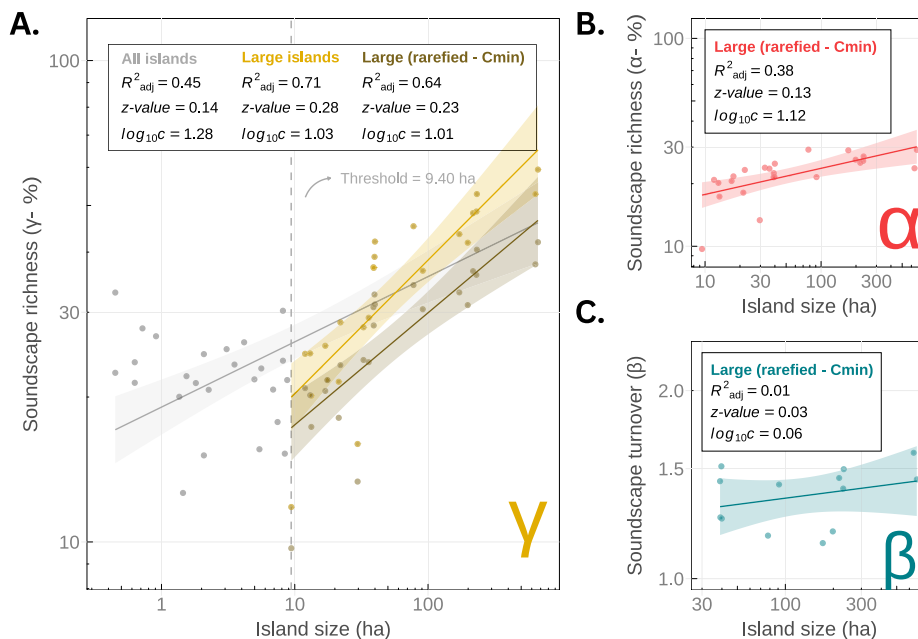 A.
Soundscape richness (γ- %)
100
30
10
All islands
R²adj = 0.45
z-value = 0.14
log10c = 1.28
Large islands
R²adj = 0.71
z-value = 0.28
log10c = 1.03
Large (rarefied - Cmin)
R²adj = 0.64
z-value = 0.23
log10c = 1.01
Threshold = 9.40 ha
γ
1
10
100
Island size (ha)
B.
Soundscape richness (α- %)
100
30
10
Large (rarefied - Cmin)
R²adj = 0.38
z-value = 0.13
log10c = 1.12
α
10
30
100
300
Island size (ha)
C.
Soundscape turnover (β)
2.0
1.5
1.0
Large (rarefied - Cmin)
R²adj = 0.01
z-value = 0.03
log10c = 0.06
β
30
100
300
Island size (ha)